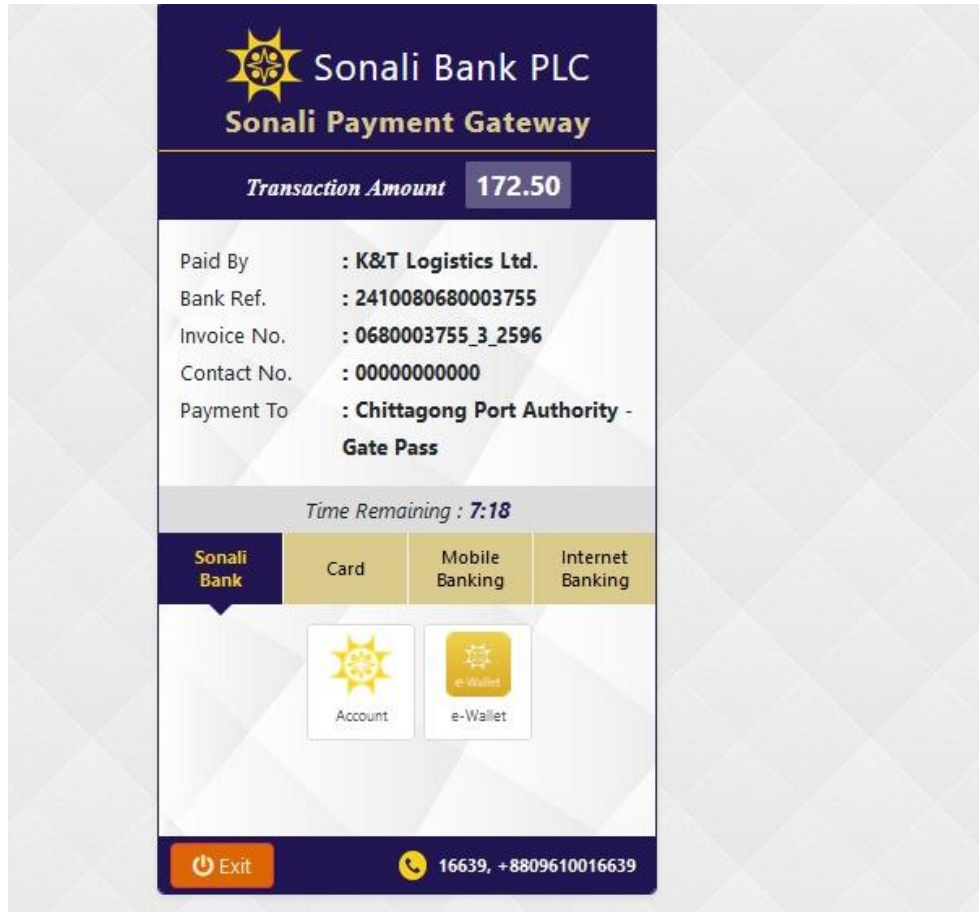 Sonali Bank PLC
Sonali Payment Gateway
Transaction Amount 172.50
Paid By : K&T Logistics Ltd.
Bank Ref. : 2410080680003755
Invoice No. : 0680003755_3_2596
Contact No. : 00000000000
Payment To : Chittagong Port Authority -
Gate Pass
Time Remaining : 7:18
Sonali Bank
Card
Mobile Banking
Internet Banking
e-Wallet
Account
e-Wallet
Exit
16639, +8809610016639